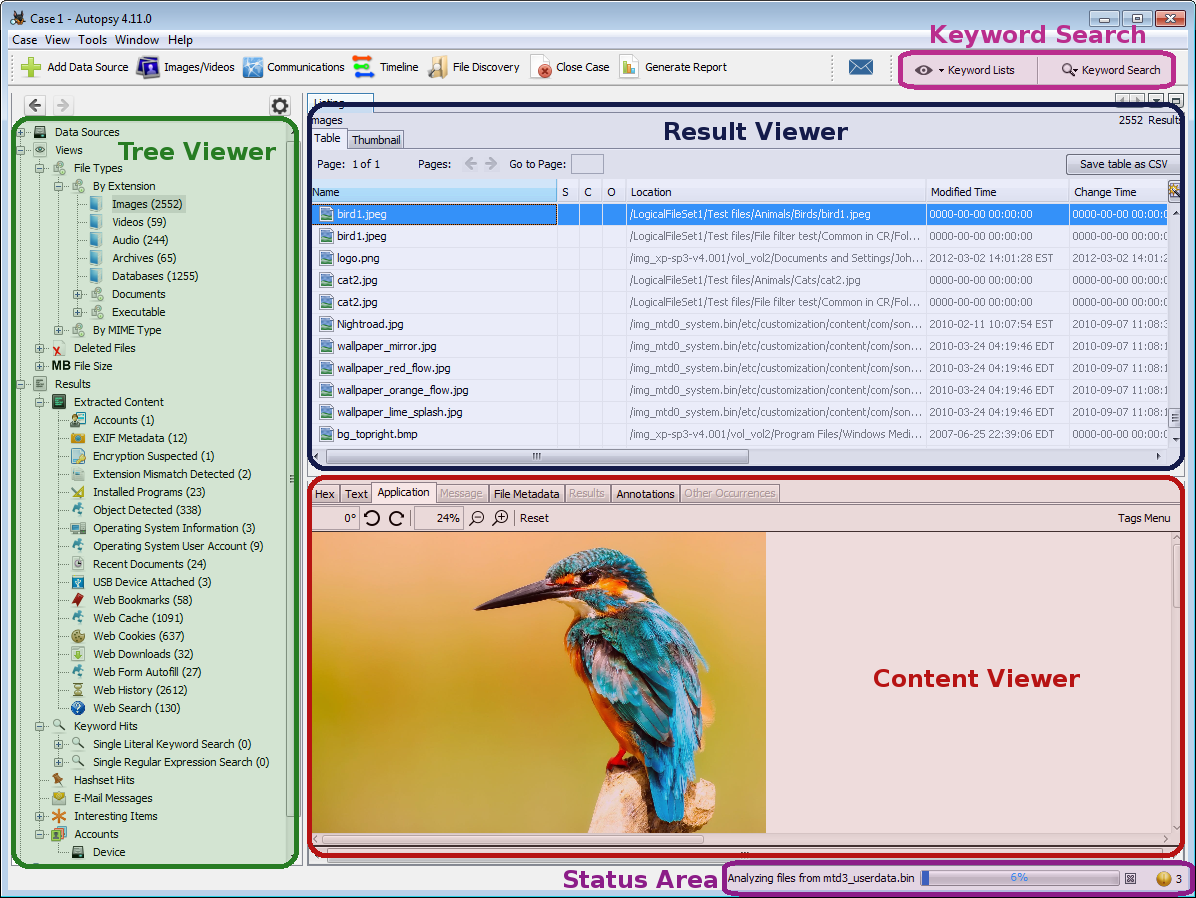 Case 1 - Autopsy 4.11.0
Case View Tools Window Help
Keyword Search
Add Data Source Images/Videos Communications Timeline File Discovery Close Case Generate Report Keyword Lists Keyword Search
Listing
Images
2552 Results
Table Thumbnail
Result Viewer
Page: 1 of 1 Pages: Go to Page: Save table as CSV
Name S C O Location Modified Time Change Time
bird1.jpeg /LogicalFileSet1/Test files/Animals/Birds/bird1.jpeg 0000-00-00 00:00:00 0000-00-00 00:00:0
bird1.jpeg /LogicalFileSet1/Test files/File filter test/Common in CR/Fol... 0000-00-00 00:00:00 0000-00-00 00:00:0
logo.png /img_xp-sp3-v4.001/vol_vol2/Documents and Settings/Joh... 2012-03-02 14:01:28 EST 2012-03-02 14:01:2
cat2.jpg /LogicalFileSet1/Test files/Animals/Cats/cat2.jpg 0000-00-00 00:00:00 0000-00-00 00:00:0
cat2.jpg /LogicalFileSet1/Test files/File filter test/Common in CR/Fol... 0000-00-00 00:00:00 0000-00-00 00:00:0
Nightroad.jpg /img_mtd0_system.bin/etc/customization/content/com/son... 2010-02-11 10:07:54 EST 2010-09-07 11:08:3
wallpaper_mirror.jpg /img_mtd0_system.bin/etc/customization/content/com/son... 2010-03-24 04:19:46 EDT 2010-09-07 11:08:1
wallpaper_red_flow.jpg /img_mtd0_system.bin/etc/customization/content/com/son... 2010-03-24 04:19:46 EDT 2010-09-07 11:08:1
wallpaper_orange_flow.jpg /img_mtd0_system.bin/etc/customization/content/com/son... 2010-03-24 04:19:46 EDT 2010-09-07 11:08:1
wallpaper_lime_splash.jpg /img_mtd0_system.bin/etc/customization/content/com/son... 2010-03-24 04:19:46 EDT 2010-09-07 11:08:1
bg_topright.bmp /img_xp-sp3-v4.001/vol_vol2/Program Files/Windows Medi... 2007-06-25 22:39:06 EDT 0000-00-00 00:00:0
Tree Viewer
Data Sources
Views
File Types
By Extension
Images (2552)
Videos (59)
Audio (244)
Archives (65)
Databases (1255)
Documents
Executable
By MIME Type
Deleted Files
MB File Size
Results
Extracted Content
Accounts (1)
EXIF Metadata (12)
Encryption Suspected (1)
Extension Mismatch Detected (2)
Installed Programs (23)
Object Detected (338)
Operating System Information (3)
Operating System User Account (9)
Recent Documents (24)
USB Device Attached (3)
Web Bookmarks (58)
Web Cache (1091)
Web Cookies (637)
Web Downloads (32)
Web Form Autofill (27)
Web History (2612)
Web Search (130)
Keyword Hits
Single Literal Keyword Search (0)
Single Regular Expression Search (0)
Hashset Hits
E-Mail Messages
Interesting Items
Accounts
Device
Hex Text Application Message File Metadata Results Annotations Other Occurrences
0° 24% Reset Tags Menu
Content Viewer
Status Area
Analyzing files from mtd3_userdata.bin 6% 3